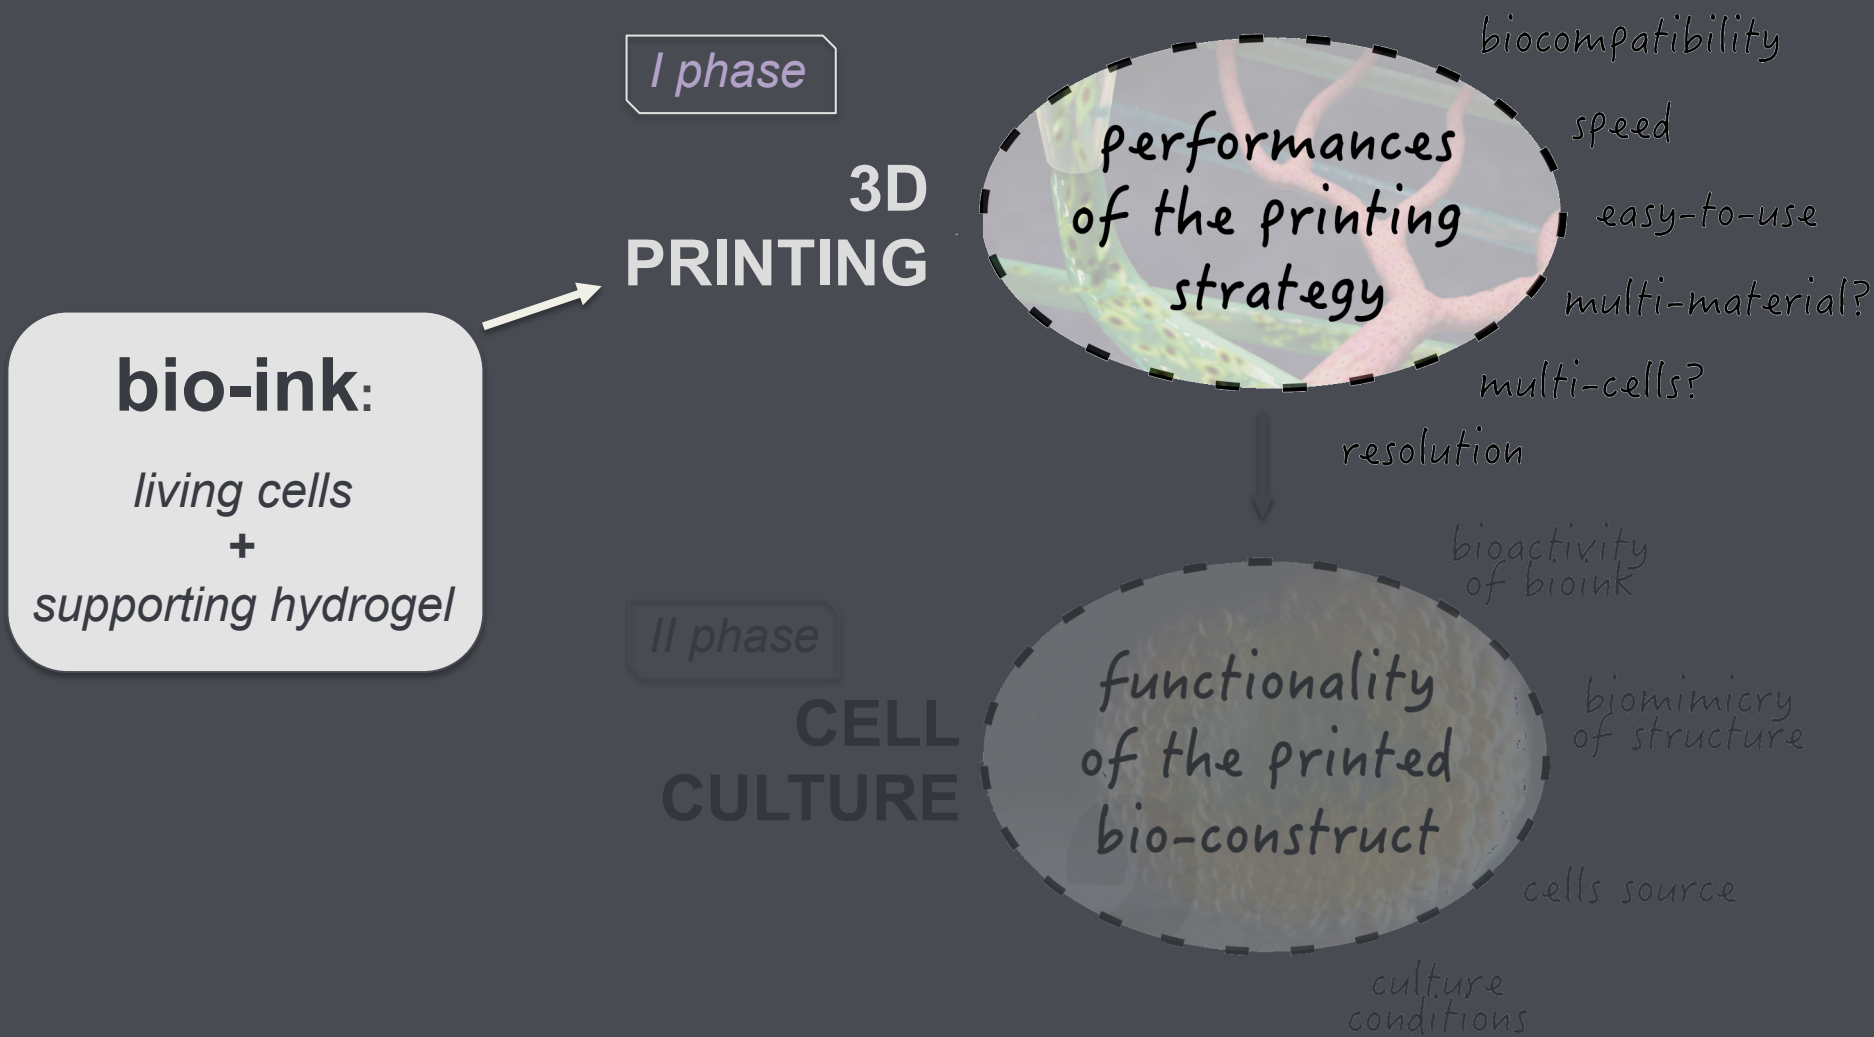 bio-ink:
living cells
+
supporting hydrogel
I phase
3D
PRINTING
performances
of the printing
strategy
biocompatibility
speed
easy-to-use
multi-material?
multi-cells?
resolution
II phase
CELL
CULTURE
functionality
of the printed
bio-construct
bioactivity
of bioink
biomimicry
of structure
cells source
culture
conditions